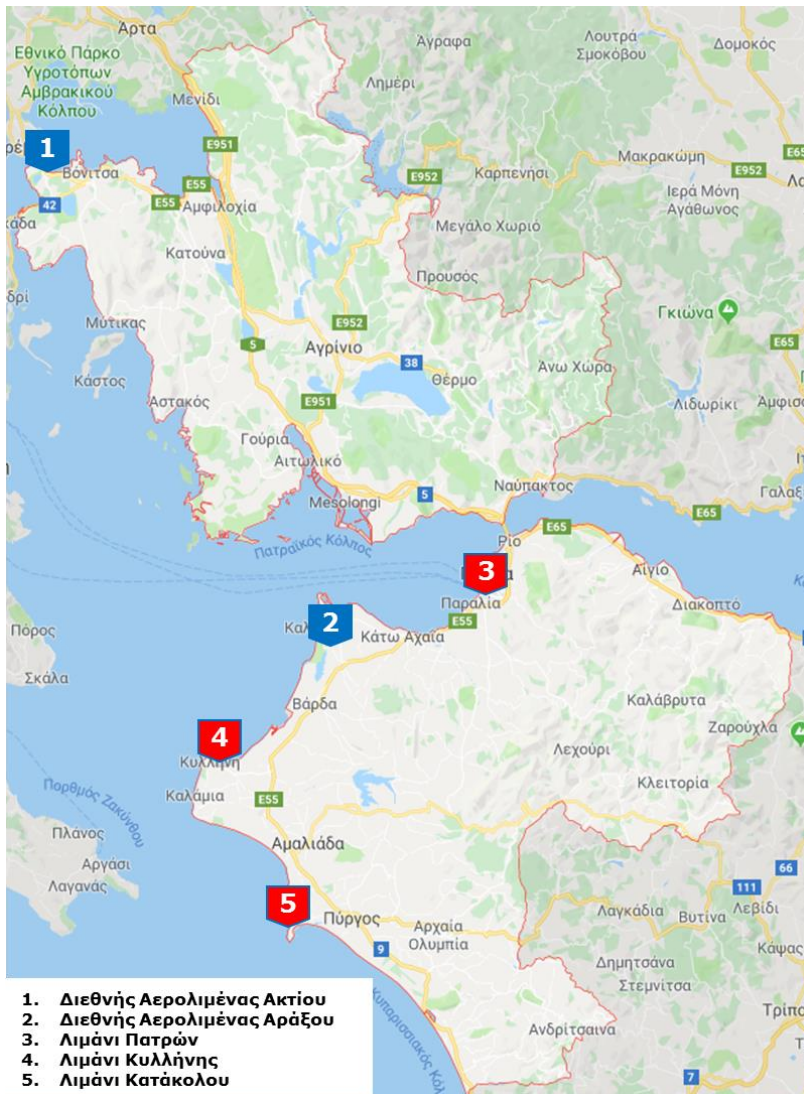 Άρτα
Άγραφα
Λουτρά
Σμοκόβου
Δομοκός
Εθνικό Πάρκο
Υγροτόπων
Αμβρακικού
Κόλπου
Λημέρι
Μενίδι
E951
E65
1
Βόνιτσα
E952
Καρπενήσι
Μακρακώμη
E952
42
E55
E55
Αμφιλοχία
Ιερά Μονή
Αγάθωνος
Μεγάλο Χωριό
Κατούνα
Προυσός
Γκιώνα
Μύτικας
E952
5
Αγρίνιο
E65
Κάστος
38
Θέρμο
Άνω Χώρα
Αστακός
E951
Λιδωρίκι
Γούρια
Αιτωλικό
Mesolongi
5
Ναύπακτος
E65
Πατραϊκός Κόλπος
Ρίο
E65
3
Αίγιο
Παραλία
Διακοπτό
2
E55
Κάτω Αχαΐα
Πόρος
Σκάλα
Καλάβρυτα
Βάρδα
Ζαρούχλα
4
Κυλλήνη
Λεχούρι
Κλειτορία
Καλάμια
Πορθμός Ζακύνθου
E55
Πλάνος
Αμαλιάδα
Αργάσι
Λαγανάς
66
111
Λεβίδι
5
Πύργος
Λαγκάδια
Βυτίνα
Αρχαία
Ολυμπία
9
Δημητσάνα
Στεμνίτσα
Ανδρίτσαινα
7
1. Διεθνής Αερολιμένας Ακτίου
2. Διεθνής Αερολιμένας Αράξου
3. Λιμάνι Πατρών
4. Λιμάνι Κυλλήνης
5. Λιμάνι Κατάκολου